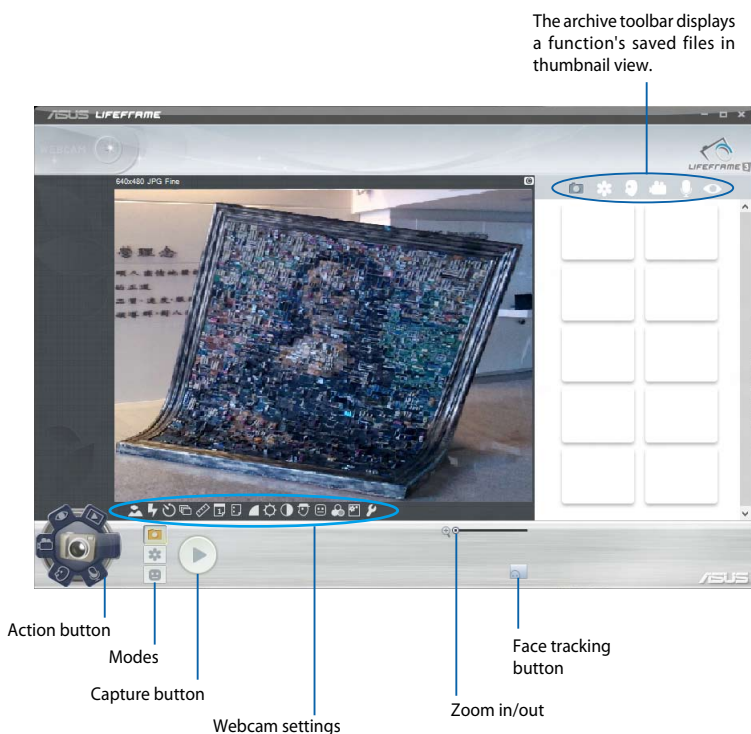 The archive toolbar displays
a function's saved files in
thumbnail view.
ASUS LIFEFRAME
WEBCAM
LIFEFRAME 3
640x480 JPG Fine
ASUS
Action button
Modes
Capture button
Webcam settings
Zoom in/out
Face tracking
button